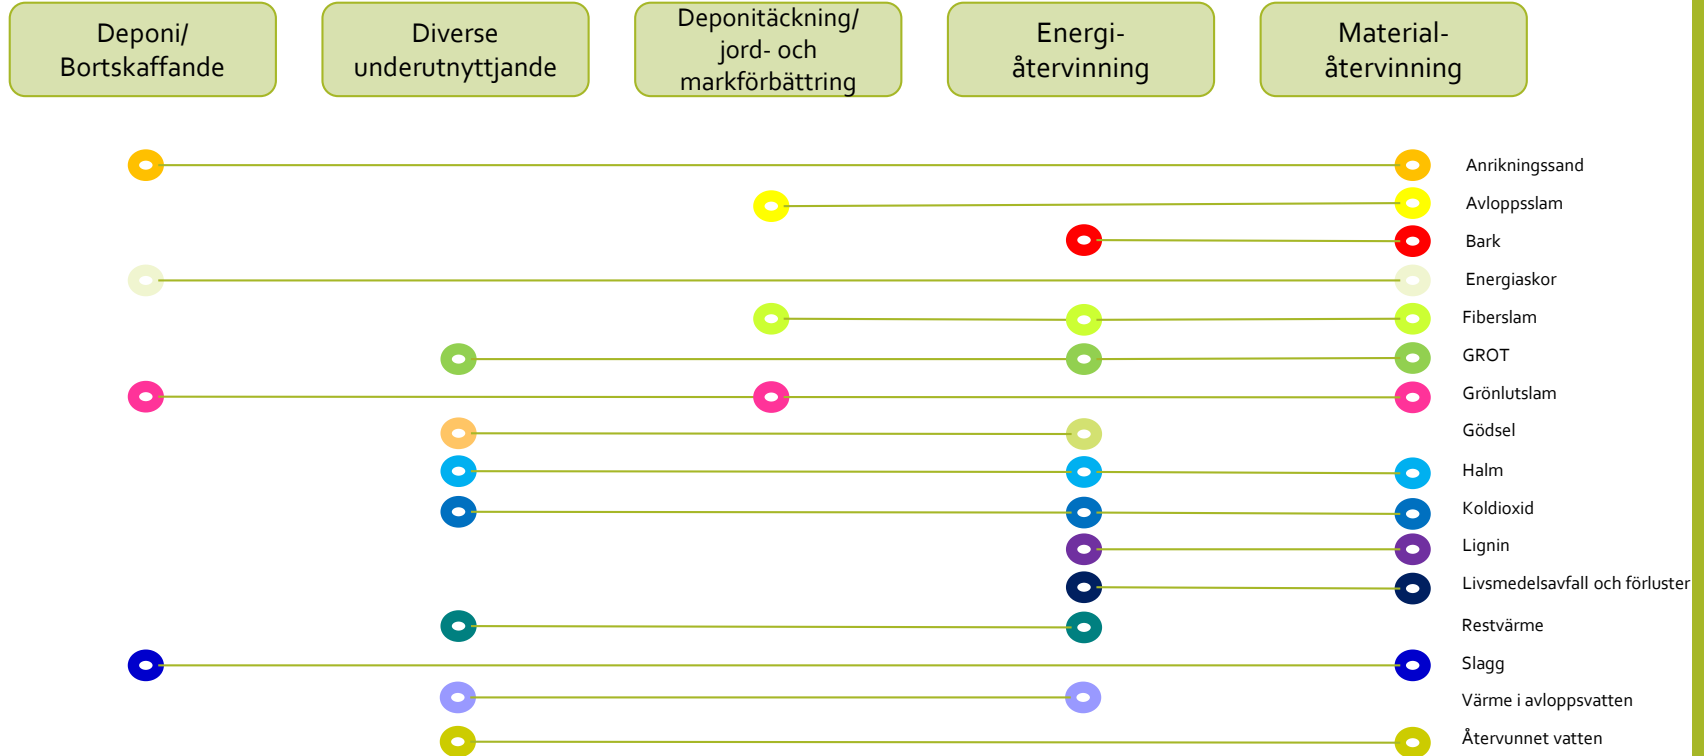 Deponi/
Bortskaffande
Diverse
underutnyttjande
Deponitäckning/
jord- och
markförbättring
Energi-
återvinning
Material-
återvinning
Anrikningssand
Avloppsslam
Bark
Energiaskor
Fiberslam
GROT
Grönlutslam
Gödsel
Halm
Koldioxid
Lignin
Livsmedelsavfall och förluster
Restvärme
Slagg
Värme i avloppsvatten
Återvunnet vatten